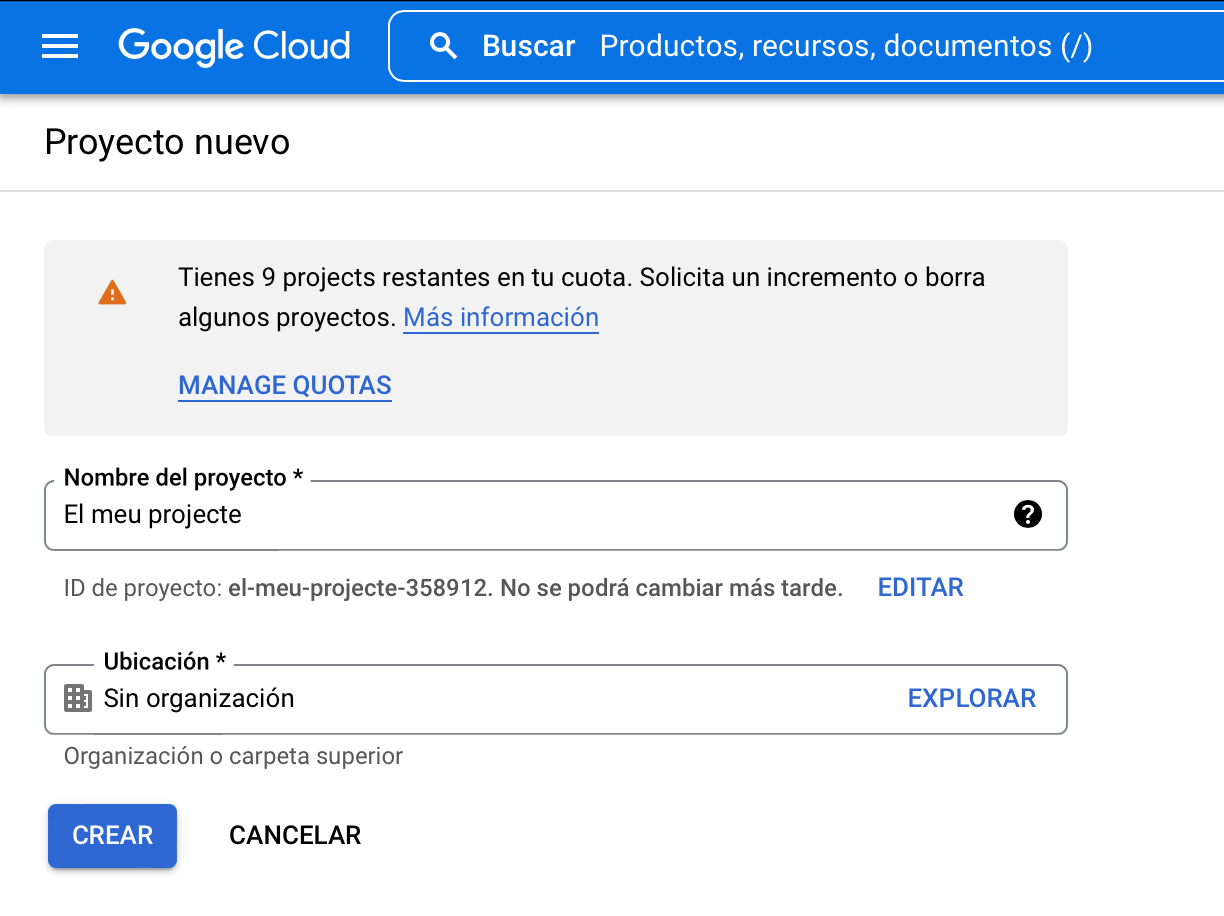 Google Cloud
Buscar Productos, recursos, documentos (/)
Proyecto nuevo
Tienes 9 projects restantes en tu cuota. Solicita un incremento o borra
algunos proyectos. Más información
MANAGE QUOTAS
Nombre del proyecto *
El meu projecte
ID de proyecto: el-meu-projecte-358912. No se podrá cambiar más tarde. EDITAR
Ubicación *
Sin organización EXPLORAR
Organización o carpeta superior
CREAR CANCELAR